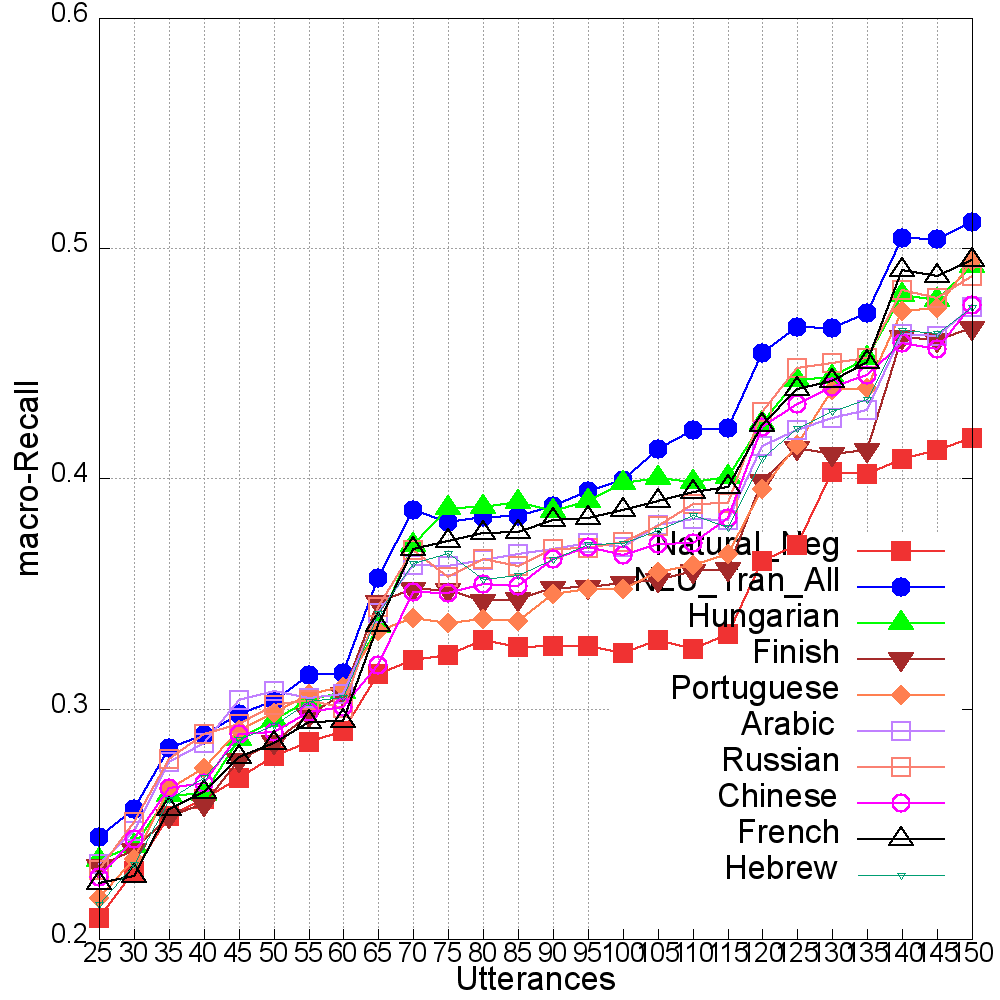 0.6
0.5
0.4
0.3
0.2
macro-Recall
Natural_Neg
NEU_Tran_All
Hungarian
Finish
Portuguese
Arabic
Russian
Chinese
French
Hebrew
25 30 35 40 45 50 55 60 65 70 75 80 85 90 95 100 105 110 115 120 125 130 135 140 145 150
Utterances